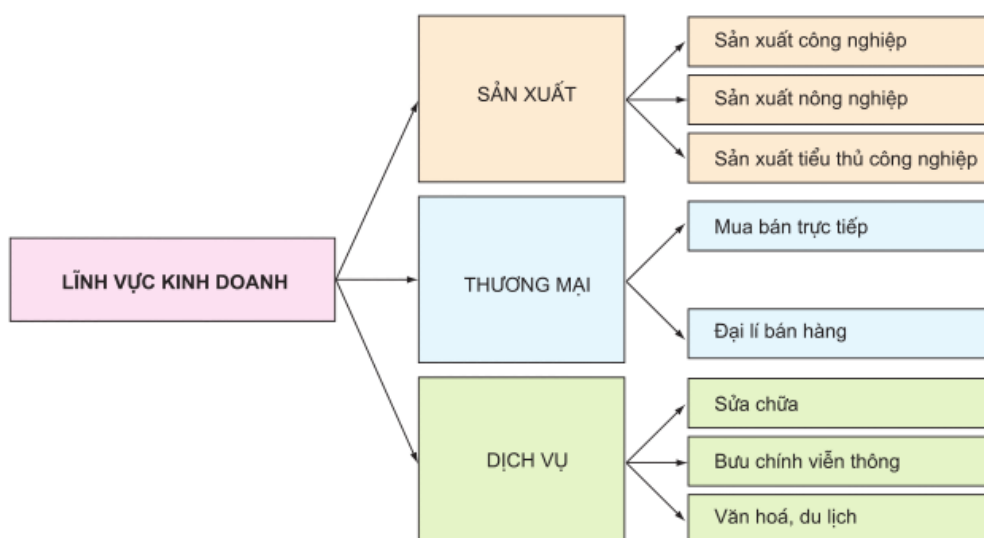 LĨNH VỰC KINH DOANH
SẢN XUẤT
Sản xuất công nghiệp
Sản xuất nông nghiệp
Sản xuất tiểu thủ công nghiệp
THƯƠNG MẠI
Mua bán trực tiếp
Đại lí bán hàng
DỊCH VỤ
Sửa chữa
Bưu chính viễn thông
Văn hoá, du lịch